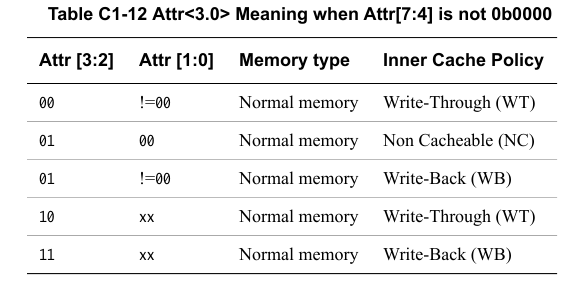 Table C1-12 Attr<3.0> Meaning when Attr[7:4] is not 0b0000
Attr [3:2] Attr [1:0] Memory type Inner Cache Policy
00 !=00 Normal memory Write-Through (WT)
01 00 Normal memory Non Cacheable (NC)
01 !=00 Normal memory Write-Back (WB)
10 xx Normal memory Write-Through (WT)
11 xx Normal memory Write-Back (WB)